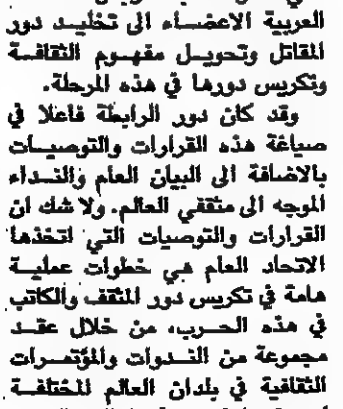 العربية الاعضاء الى تخليد دور
المقاتل وتحويل مفهوم الثقافة
وتكريس دورها في هذه المرحلة.
وقد كان دور الرابطة فاعلا في
صياغة هذه القرارات والتوصيات
بالاضافة الى البيان العام والنداء
الموجه الى مثقفي العالم. ولا شك ان
القرارات والتوصيات التي اتخذها
الاتحاد العام هي خطوات عملية
هامة في تكريس دور المثقف والكاتب
في هذه الحرب، من خلال عقد
مجموعة من الندوات والمؤتمرات
الثقافية في بلدان العالم المختلفة